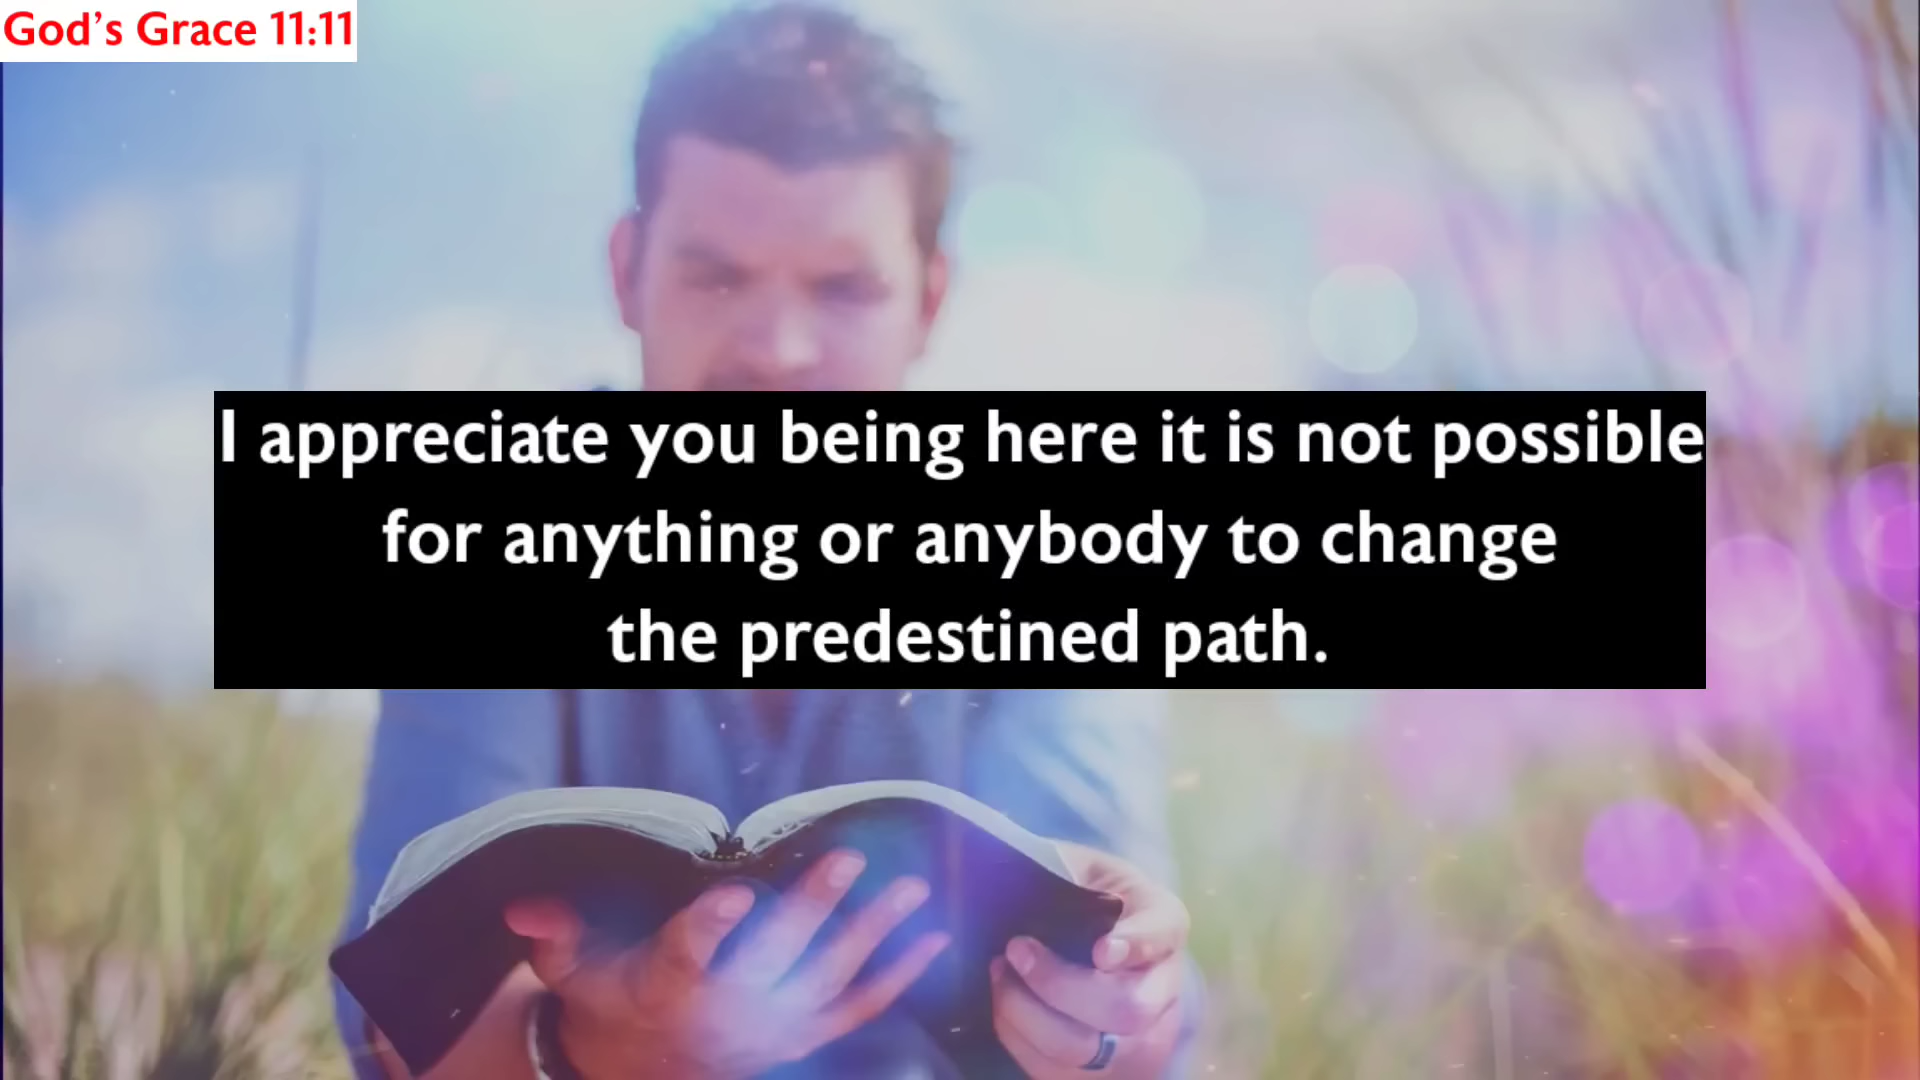 God's Grace 11:11
I appreciate you being here it is not possible
for anything or anybody to change
the predestined path.